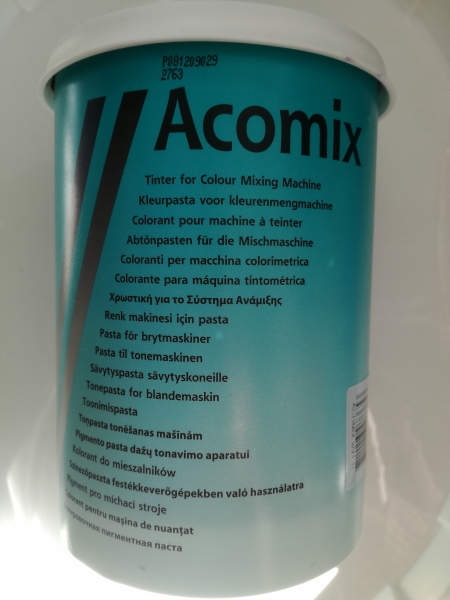 P081209029
2763
Acomix
Tinter for Colour Mixing Machine
Kleurpasta voor kleurenmengmachine
Colorant pour machine à teinter
Abtönpasten für die Mischmaschine
Coloranti per macchina colorimetrica
Colorante para máquina tintométrica
Χρωστική για το Σύστημα Ανάμιξης
Renk makinesi için pasta
Pasta för brytmaskiner
Pasta til tonemaskinen
Sävytyspasta sävytyskoneille
Tonepasta for blandemaskin
Toonimispasta
Toņpasta tonēšanas mašīnām
Pigmento pasta dažų tonavimo aparatui
Kolorant do mieszalników
Színezőpaszta festékkeverőgépekben való használatra
Pigment pro míchací stroje
Colorant pentru mașina de nuanțat
пигментная паста